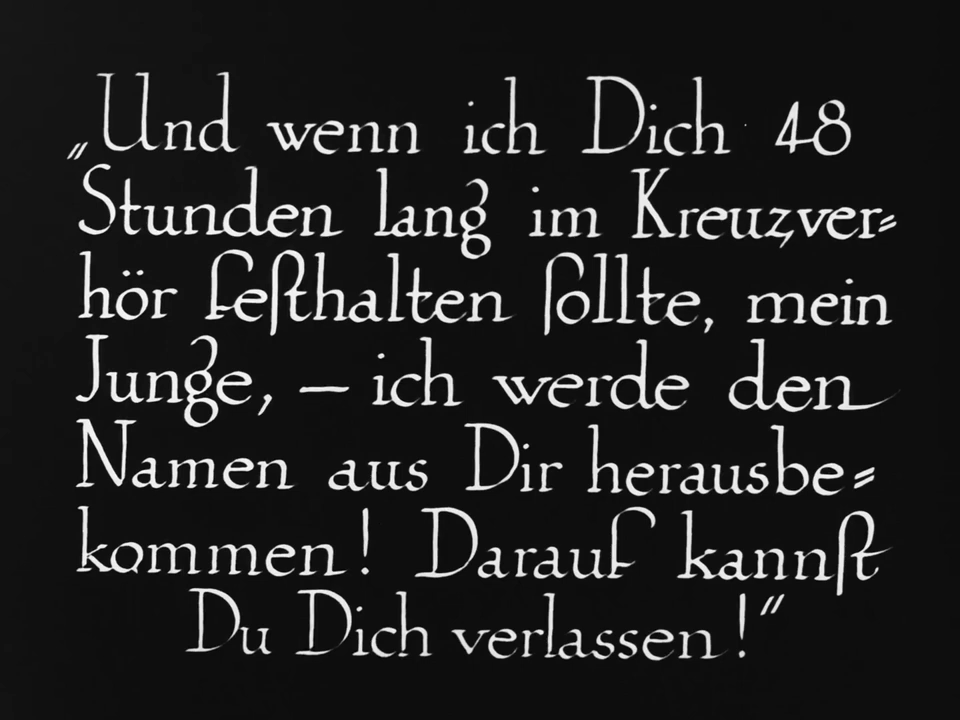 „Und wenn ich Dich 48
Stunden lang im Kreuzver=
hör feſthalten ſollte, mein
Junge, — ich werde den
Namen aus Dir herausbe=
kommen! Darauf kannſt
Du Dich verlassen!“